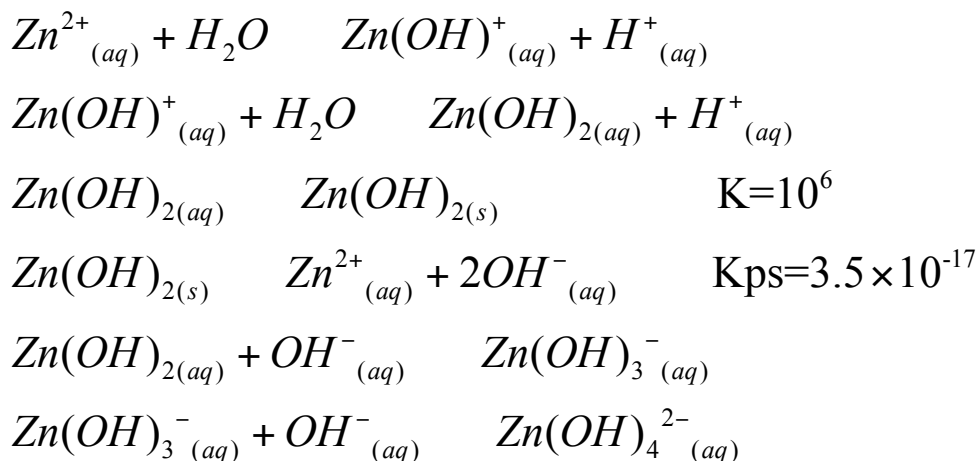 Zn²⁺(aq) + H₂O Zn(OH)⁺(aq) + H⁺(aq)
Zn(OH)⁺(aq) + H₂O Zn(OH)₂(aq) + H⁺(aq)
Zn(OH)₂(aq) Zn(OH)₂(s) K=10⁶
Zn(OH)₂(s) Zn²⁺(aq) + 2OH⁻(aq) Kps=3.5×10⁻¹⁷
Zn(OH)₂(aq) + OH⁻(aq) Zn(OH)₃⁻(aq)
Zn(OH)₃⁻(aq) + OH⁻(aq) Zn(OH)₄²⁻(aq)